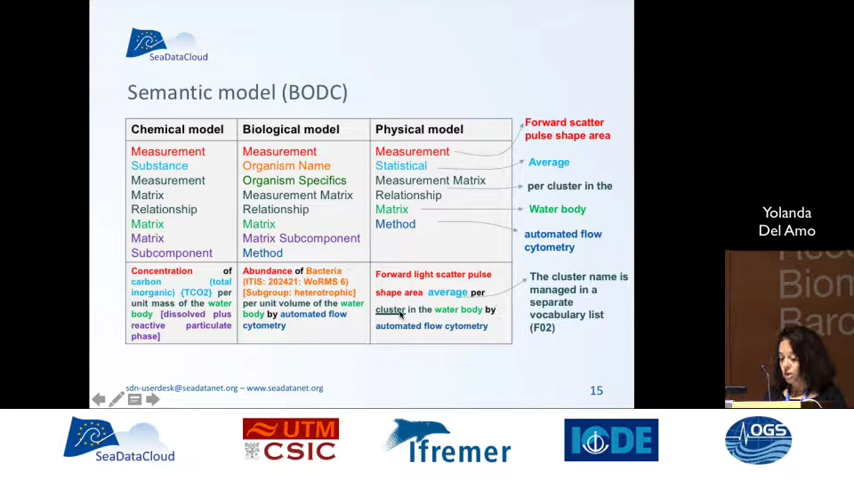 SeaDataCloud
Semantic model (BODC)
Chemical model
Measurement
Substance
Measurement
Matrix
Relationship
Matrix
Matrix
Subcomponent
Concentration of
carbon (total
inorganic) {TCO2} per
unit mass of the water
body [dissolved plus
reactive particulate
phase]
Biological model
Measurement
Organism Name
Organism Specifics
Measurement Matrix
Relationship
Matrix
Matrix Subcomponent
Method
Abundance of Bacteria
(ITIS: 202421: WoRMS 6)
[Subgroup: heterotrophic]
per unit volume of the water
body by automated flow
cytometry
Physical model
Measurement
Statistical
Measurement Matrix
Relationship
Matrix
Method
Forward light scatter pulse
shape area average per
cluster in the water body by
automated flow cytometry
Forward scatter
pulse shape area
Average
per cluster in the
Water body
automated flow
cytometry
The cluster name is
managed in a
separate
vocabulary list
(F02)
sdn-userdesk@seadatanet.org – www.seadatanet.org
15
Yolanda
Del Amo
Biom
Barc
SeaDataCloud
UTM
CSIC
Ifremer
IODE
OGS